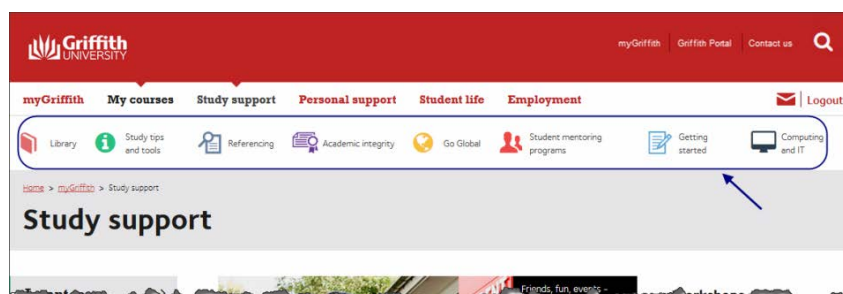 Griffith
UNIVERSITY
myGriffith Griffith Portal Contact us
myGriffith My courses Study support Personal support Student life Employment Logout
Library Study tips and tools Referencing Academic integrity Go Global Student mentoring programs Getting started Computing and IT
Home > myGriffith > Study support
Study support
Friends, fun, events –